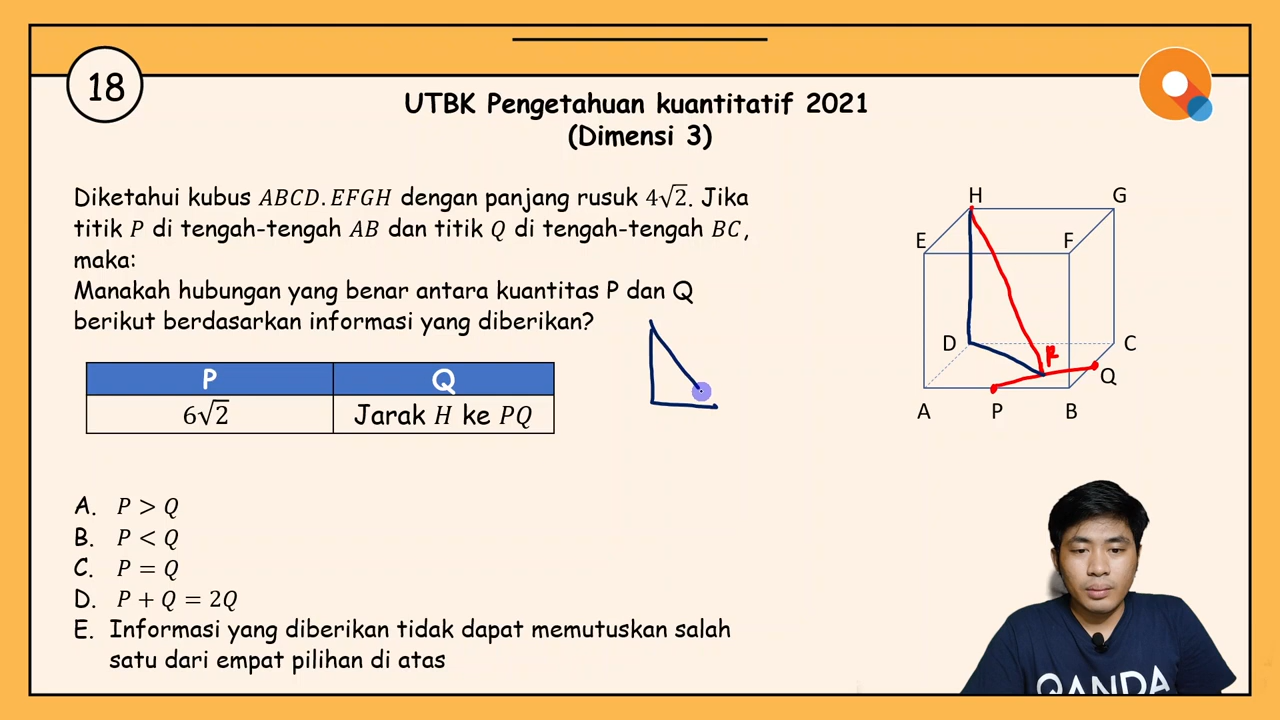 18
UTBK Pengetahuan kuantitatif 2021
(Dimensi 3)
Diketahui kubus ABCD.EFGH dengan panjang rusuk 4√2. Jika
titik P di tengah-tengah AB dan titik Q di tengah-tengah BC,
maka:
Manakah hubungan yang benar antara kuantitas P dan Q
berikut berdasarkan informasi yang diberikan?
P Q
6√2 Jarak H ke PQ
A. P > Q
B. P < Q
C. P = Q
D. P + Q = 2Q
E. Informasi yang diberikan tidak dapat memutuskan salah
satu dari empat pilihan di atas
H G
E F
D R C
Q
A P B
QANDA